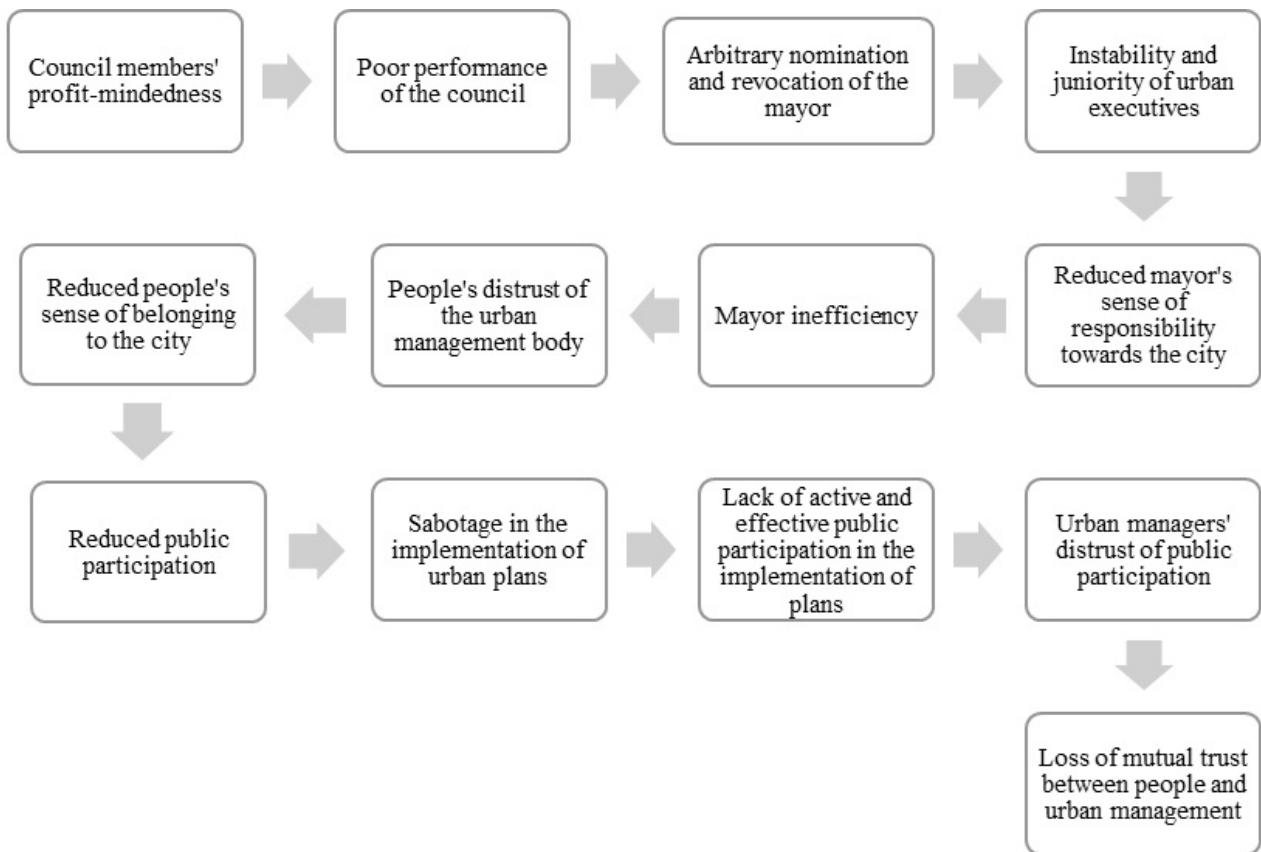 Council members'
profit-mindedness
Poor performance
of the council
Arbitrary nomination
and revocation of the
mayor
Instability and
juniority of urban
executives
Reduced mayor's
sense of
responsibility
towards the city
Mayor inefficiency
People's distrust of
the urban
management body
Reduced people's
sense of belonging
to the city
Reduced public
participation
Sabotage in the
implementation of
urban plans
Lack of active and
effective public
participation in the
implementation of
plans
Urban managers'
distrust of public
participation
Loss of mutual trust
between people and
urban management